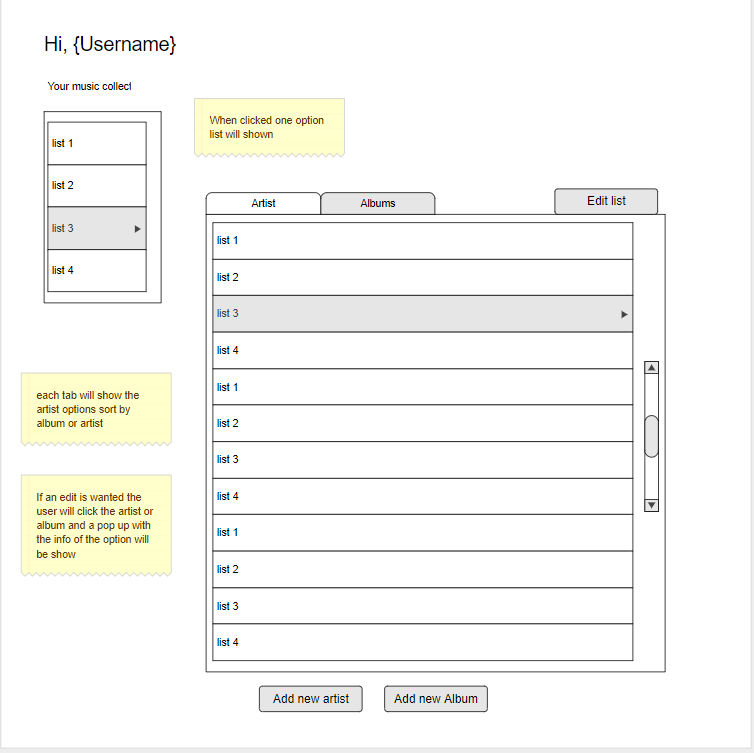 Hi, {Username}
Your music collect
list 1
list 2
list 3
list 4
When clicked one option
list will shown
Artist
Albums
Edit list
list 1
list 2
list 3
list 4
list 1
list 2
list 3
list 4
list 1
list 2
list 3
list 4
each tab will show the
artist options sort by
album or artist
If an edit is wanted the
user will click the artist or
album and a pop up with
the info of the option will
be show
Add new artist
Add new Album